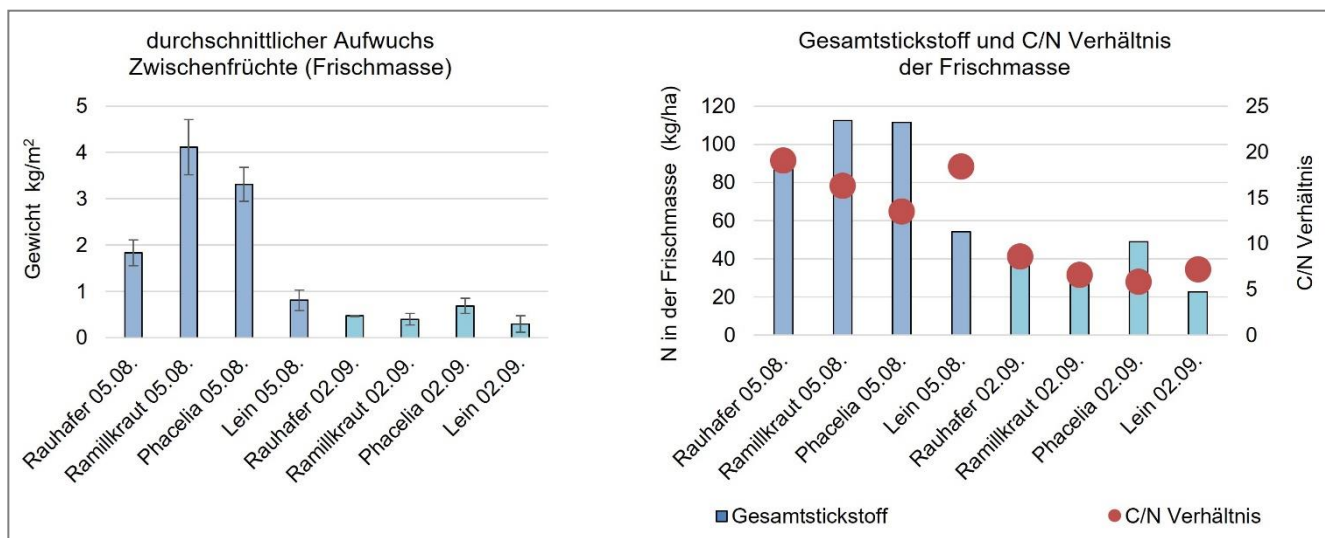 durchschnittlicher Aufwuchs
Zwischenfrüchte (Frischmasse)
Gewicht kg/m²
5
4
3
2
1
0
Rauhafer 05.08.
Ramillkraut 05.08.
Phacelia 05.08.
Lein 05.08.
Rauhafer 02.09.
Ramillkraut 02.09.
Phacelia 02.09.
Lein 02.09.
Gesamtstickstoff und C/N Verhältnis
der Frischmasse
N in der Frischmasse (kg/ha)
120
100
80
60
40
20
0
25
20
15
10
5
0
C/N Verhältnis
Rauhafer 05.08.
Ramillkraut 05.08.
Phacelia 05.08.
Lein 05.08.
Rauhafer 02.09.
Ramillkraut 02.09.
Phacelia 02.09.
Lein 02.09.
Gesamtstickstoff
C/N Verhältnis